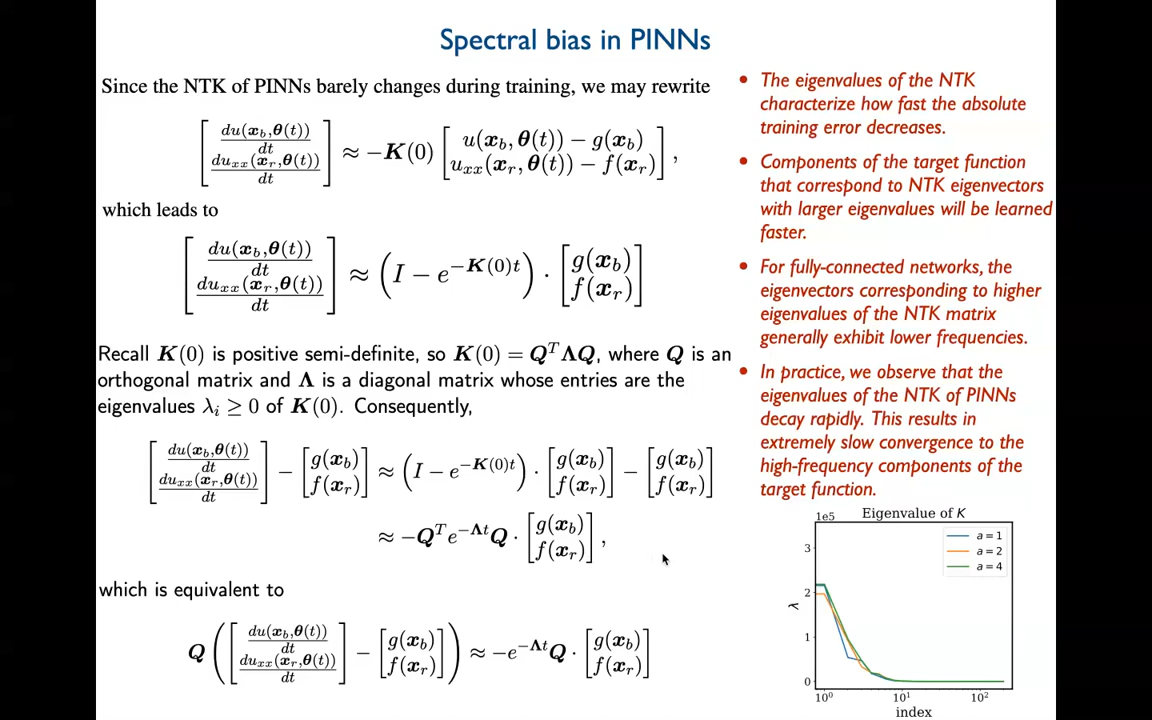 Spectral bias in PINNs
Since the NTK of PINNs barely changes during training, we may rewrite
[ du(x_b,θ(t))/dt ; du_xx(x_r,θ(t))/dt ] ≈ −K(0) [ u(x_b, θ(t)) − g(x_b) ; u_xx(x_r, θ(t)) − f(x_r) ] ,
which leads to
[ du(x_b,θ(t))/dt ; du_xx(x_r,θ(t))/dt ] ≈ ( I − e^{−K(0)t} ) · [ g(x_b) ; f(x_r) ]
Recall K(0) is positive semi-definite, so K(0) = Q^T Λ Q, where Q is an
orthogonal matrix and Λ is a diagonal matrix whose entries are the
eigenvalues λ_i ≥ 0 of K(0). Consequently,
[ du(x_b,θ(t))/dt ; du_xx(x_r,θ(t))/dt ] − [ g(x_b) ; f(x_r) ] ≈ ( I − e^{−K(0)t} ) · [ g(x_b) ; f(x_r) ] − [ g(x_b) ; f(x_r) ]
≈ −Q^T e^{−Λt} Q · [ g(x_b) ; f(x_r) ] ,
which is equivalent to
Q ( [ du(x_b,θ(t))/dt ; du_xx(x_r,θ(t))/dt ] − [ g(x_b) ; f(x_r) ] ) ≈ −e^{−Λt} Q · [ g(x_b) ; f(x_r) ]
• The eigenvalues of the NTK
characterize how fast the absolute
training error decreases.
• Components of the target function
that correspond to NTK eigenvectors
with larger eigenvalues will be learned
faster.
• For fully-connected networks, the
eigenvectors corresponding to higher
eigenvalues of the NTK matrix
generally exhibit lower frequencies.
• In practice, we observe that the
eigenvalues of the NTK of PINNs
decay rapidly. This results in
extremely slow convergence to the
high-frequency components of the
target function.
1e5
Eigenvalue of K
a = 1
a = 2
a = 4
3
2
1
0
λ
10^0
10^1
10^2
index